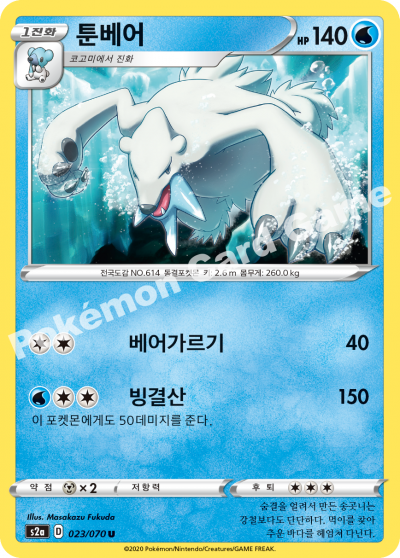 1진화
툰베어
HP 140
코고미에서 진화
전국도감 NO.614 동결포켓몬 키: 2.6 m 몸무게: 260.0 kg
Pokémon Card Game
베어가르기 40
빙결산 150
이 포켓몬에게도 50데미지를 준다.
약점 ×2 저항력 후퇴
숨결을 얼려서 만든 송곳니는
강철보다도 단단하다. 먹이를 찾아
추운 바다를 헤엄쳐 다닌다.
Illus. Masakazu Fukuda
s2a D 023/070 U
©2020 Pokémon/Nintendo/Creatures/GAME FREAK.